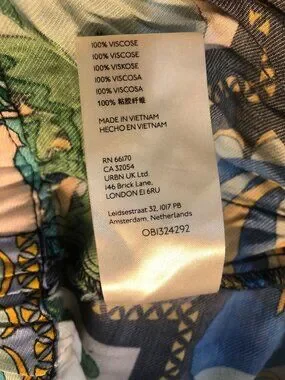 100% VISCOSE
100% VISCOSE
100% VISKOSE
100% VISCOSA
100% VISCOSA
100% 粘胶纤维
MADE IN VIETNAM
HECHO EN VIETNAM
RN 66170
CA 32054
URBN UK Ltd.
146 Brick Lane,
LONDON E1 6RU
Leidsestraat 32, 1017 PB
Amsterdam, Netherlands
OB1324292